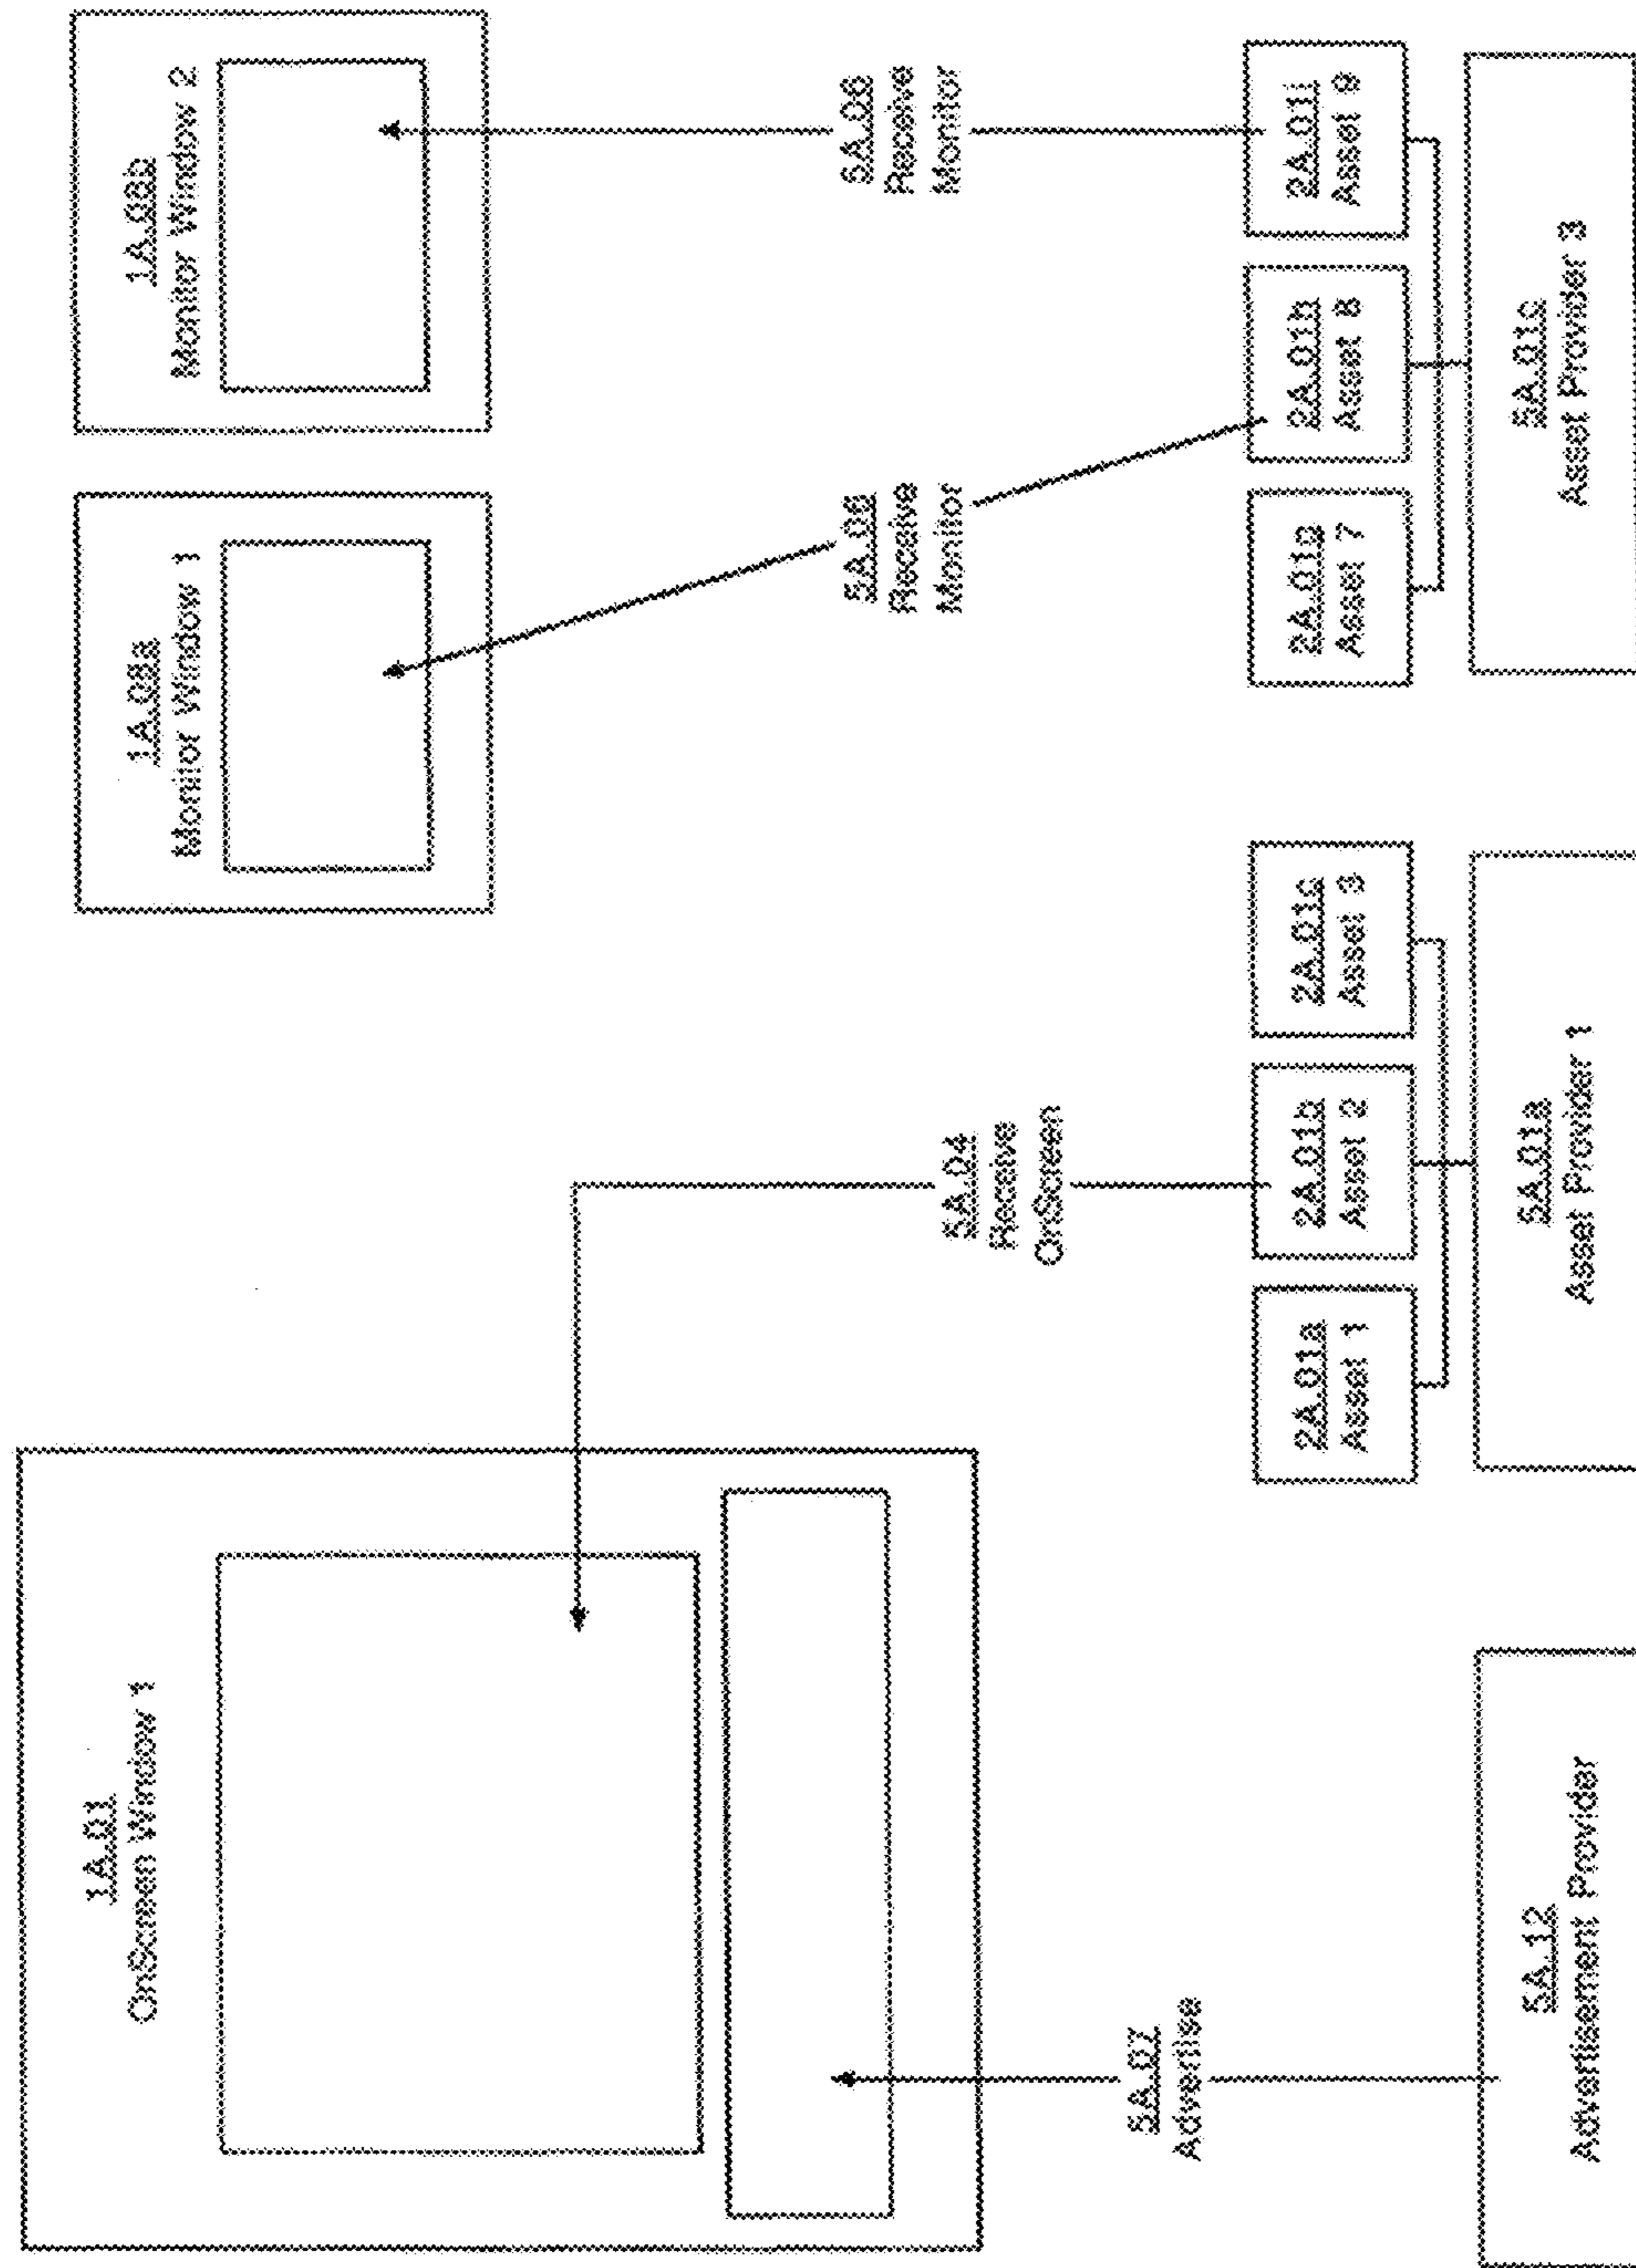 1A.01
OnScreen Window 1
1A.08a
Monitor Window 1
1A.08b
Monitor Window 2
5A.07
Advertise
5A.04
Receive
OnScreen
5A.06
Receive
Monitor
5A.06
Receive
Monitor
2A.01a
Asset 1
2A.01b
Asset 2
2A.01c
Asset 3
2A.01g
Asset 7
2A.01h
Asset 8
2A.01i
Asset 9
5A.12
Advertisement Provider
5A.01a
Asset Provider 1
5A.01c
Asset Provider 3